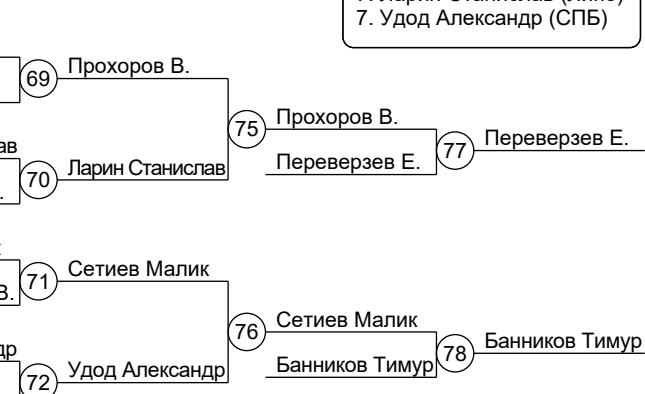 7. Удод Александр (СПБ)
69 Прохоров В.
75 Прохоров В.
77 Переверзев Е.
Переверзев Е.
70 Ларин Станислав
71 Сетиев Малик
76 Сетиев Малик
78 Банников Тимур
Банников Тимур
72 Удод Александр